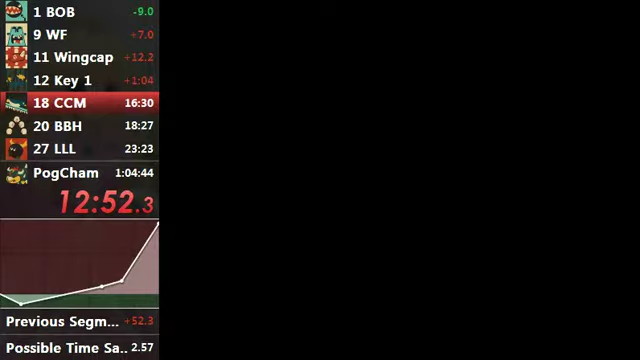 1 BOB -9.0
9 WF +7.0
11 Wingcap +12.2
12 Key 1 +1:04
18 CCM 16:30
20 BBH 18:27
27 LLL 23:23
PogCham 1:04:44
12:52.3
Previous Segm... +52.3
Possible Time Sa.. 2.57